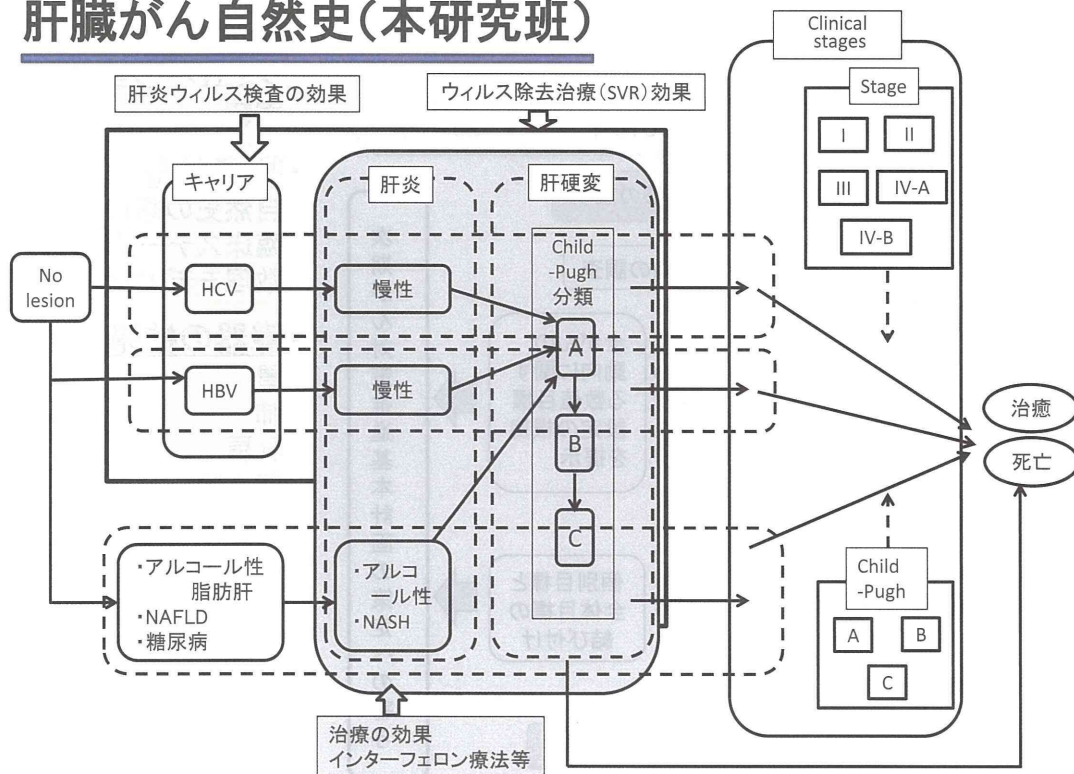 肝臓がん自然史(本研究班)
Clinical
stages
肝炎ウィルス検査の効果
ウィルス除去治療(SVR)効果
Stage
I
II
III
IV-A
IV-B
キャリア
肝炎
肝硬変
No
lesion
HCV
慢性
HBV
慢性
Child
-Pugh
分類
A
B
C
治癒
死亡
・アルコール性
脂肪肝
・NAFLD
・糖尿病
・アルコ
ール性
・NASH
Child
-Pugh
A
B
C
治療の効果
インターフェロン療法等